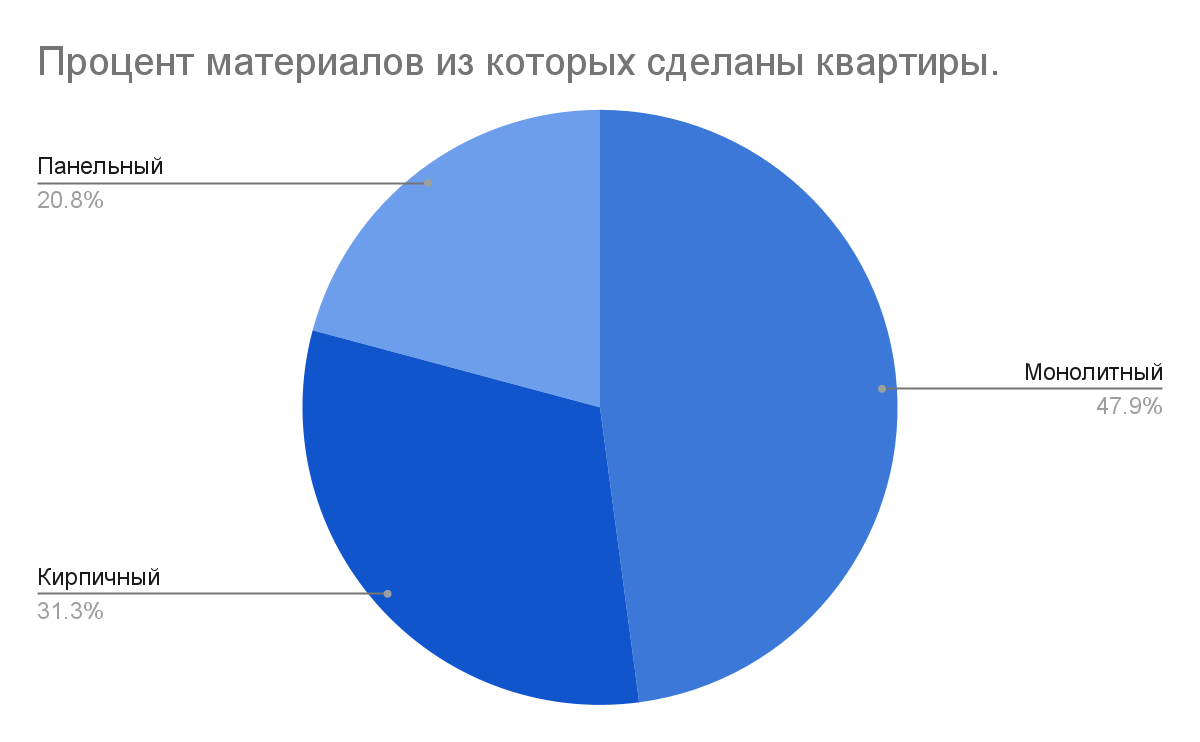 Процент материалов из которых сделаны квартиры.
Панельный
20.8%
Монолитный
47.9%
Кирпичный
31.3%